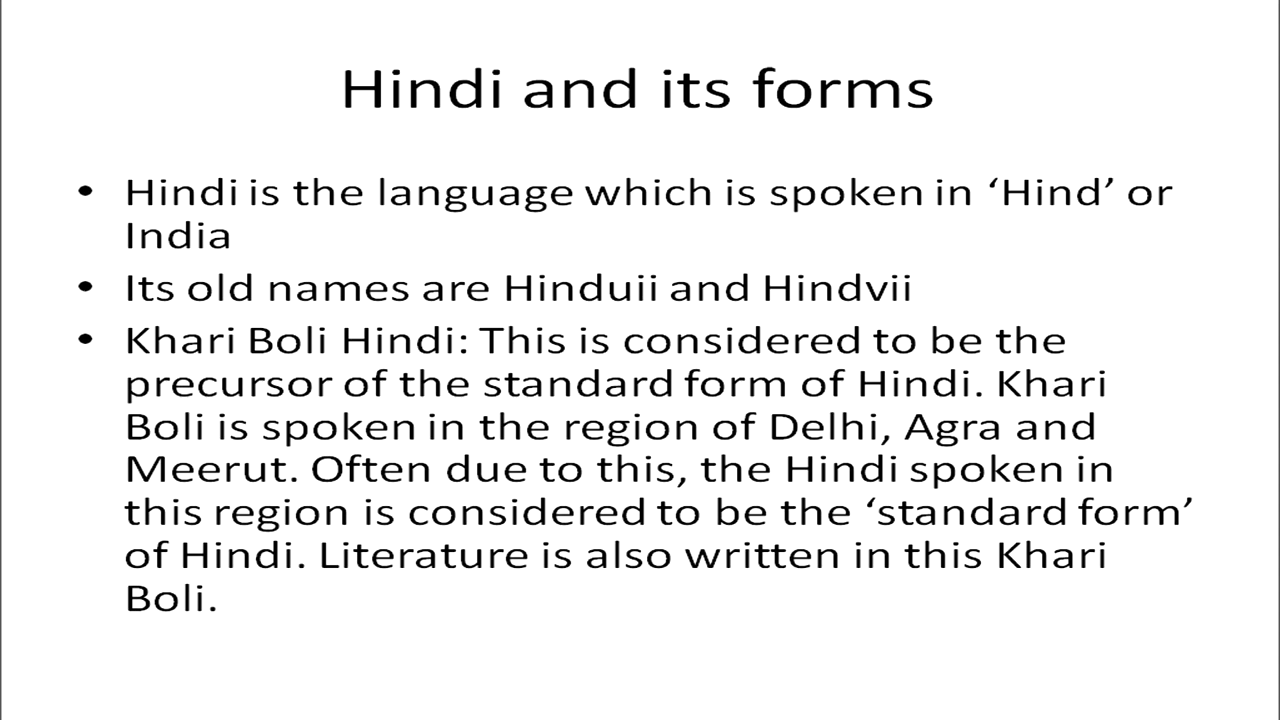 Hindi and its forms
• Hindi is the language which is spoken in ‘Hind’ or
India
• Its old names are Hinduii and Hindvii
• Khari Boli Hindi: This is considered to be the
precursor of the standard form of Hindi. Khari
Boli is spoken in the region of Delhi, Agra and
Meerut. Often due to this, the Hindi spoken in
this region is considered to be the ‘standard form’
of Hindi. Literature is also written in this Khari
Boli.